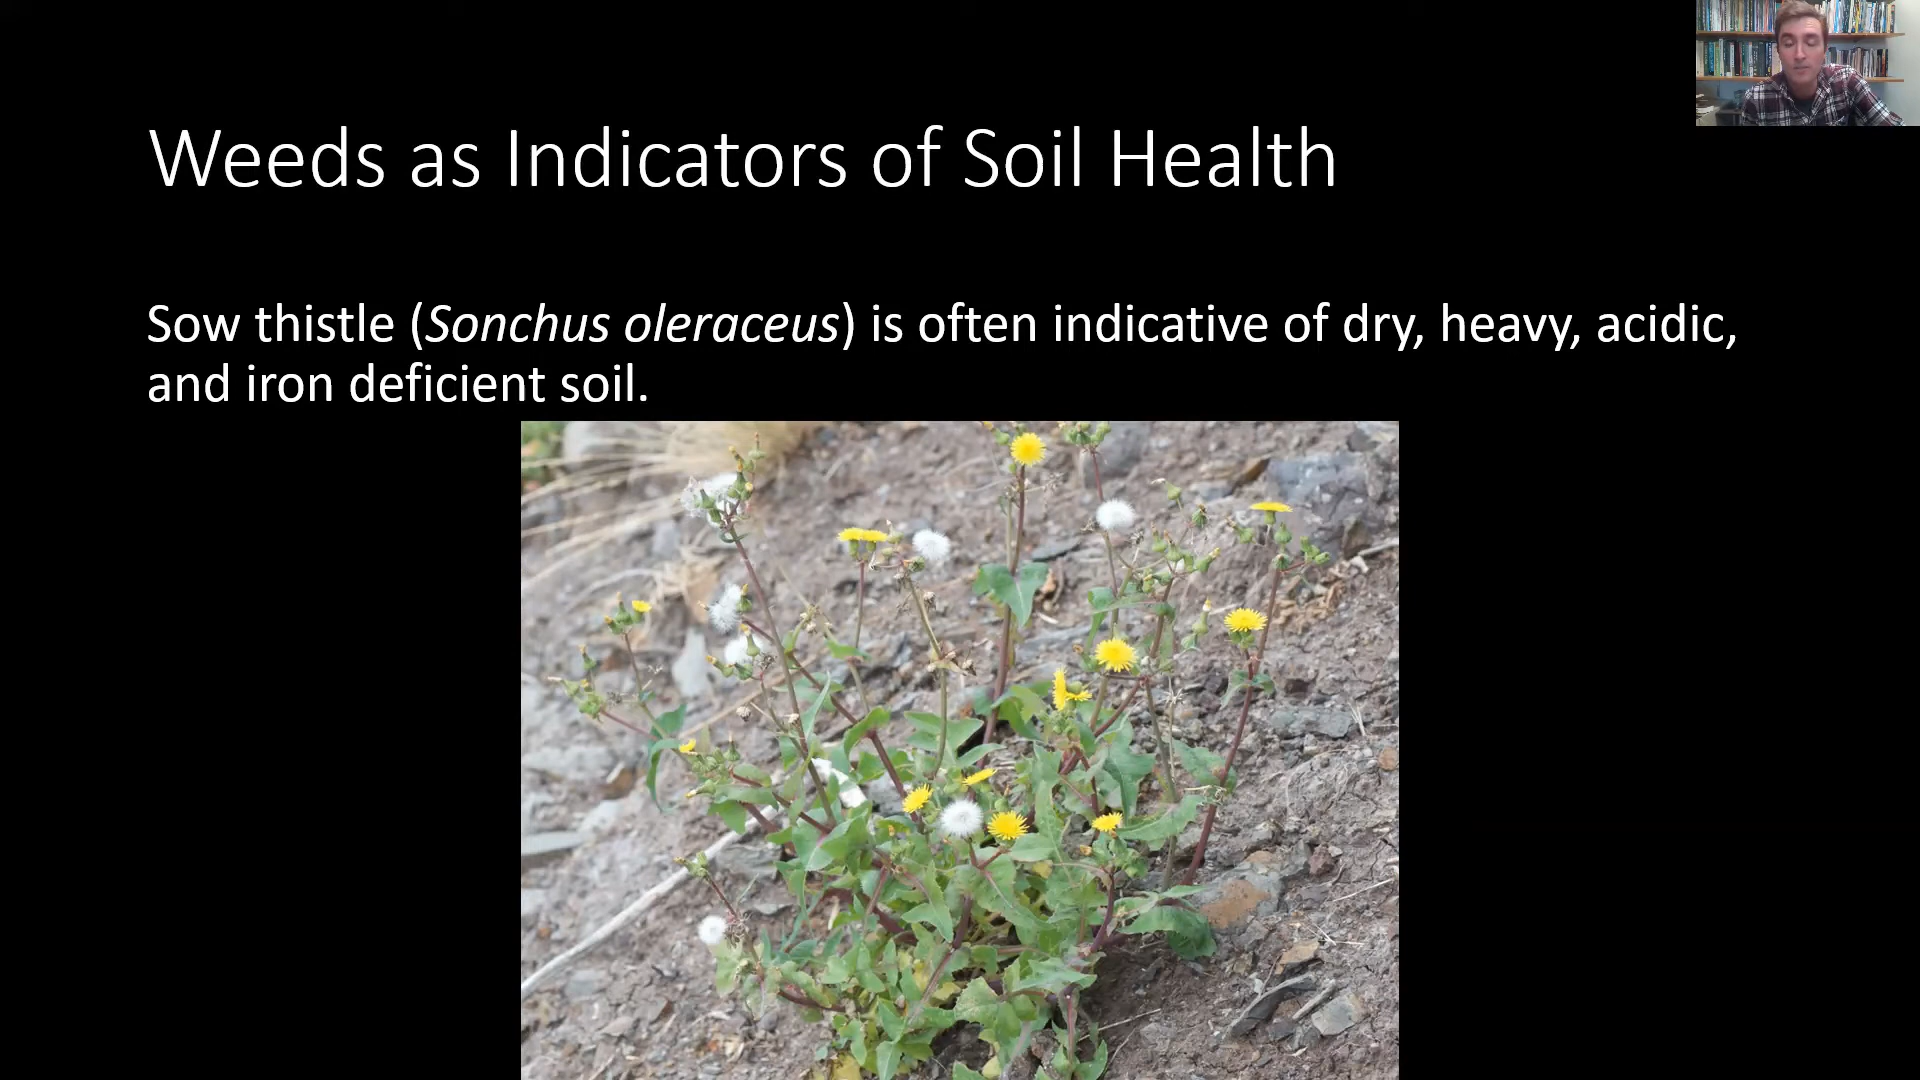 Weeds as Indicators of Soil Health
Sow thistle (Sonchus oleraceus) is often indicative of dry, heavy, acidic,
and iron deficient soil.